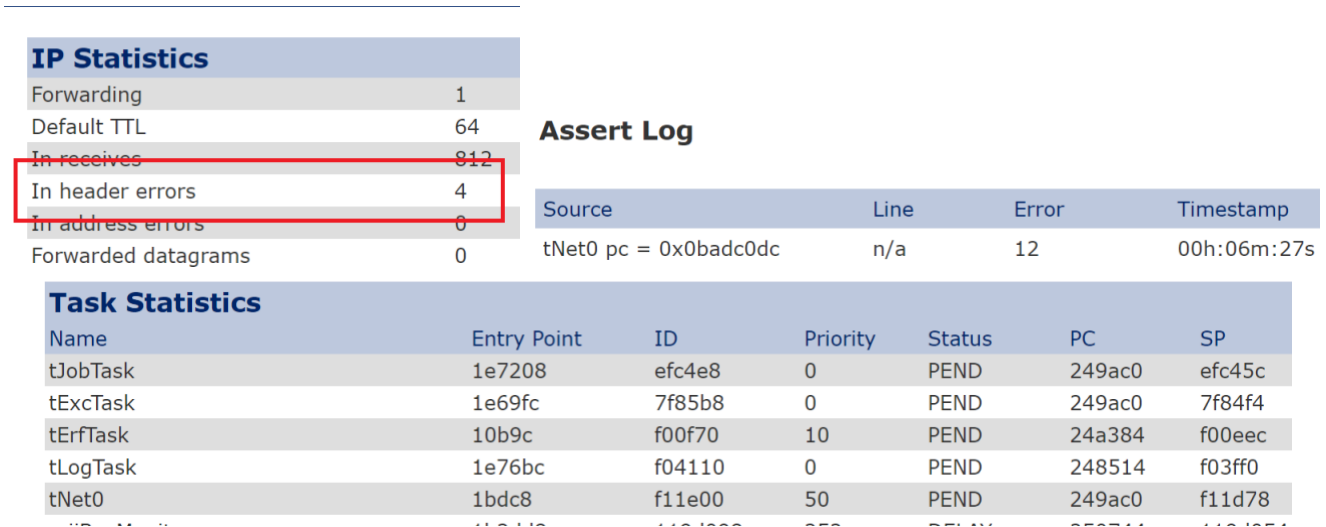 IP Statistics
Forwarding 1
Default TTL 64
In receives 812
In header errors 4
In address errors 0
Forwarded datagrams 0
Assert Log
Source Line Error Timestamp
tNet0 pc = 0x0badc0dc n/a 12 00h:06m:27s
Task Statistics
Name Entry Point ID Priority Status PC SP
tJobTask 1e7208 efc4e8 0 PEND 249ac0 efc45c
tExcTask 1e69fc 7f85b8 0 PEND 249ac0 7f84f4
tErfTask 10b9c f00f70 10 PEND 24a384 f00eec
tLogTask 1e76bc f04110 0 PEND 248514 f03ff0
tNet0 1bdc8 f11e00 50 PEND 249ac0 f11d78
DELAY